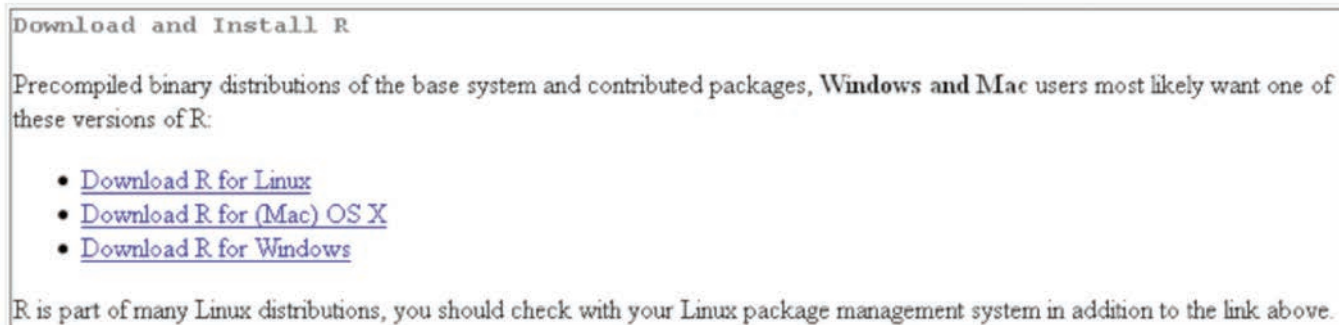 Download and Install R
Precompiled binary distributions of the base system and contributed packages, Windows and Mac users most likely want one of
these versions of R:
• Download R for Linux
• Download R for (Mac) OS X
• Download R for Windows
R is part of many Linux distributions, you should check with your Linux package management system in addition to the link above.